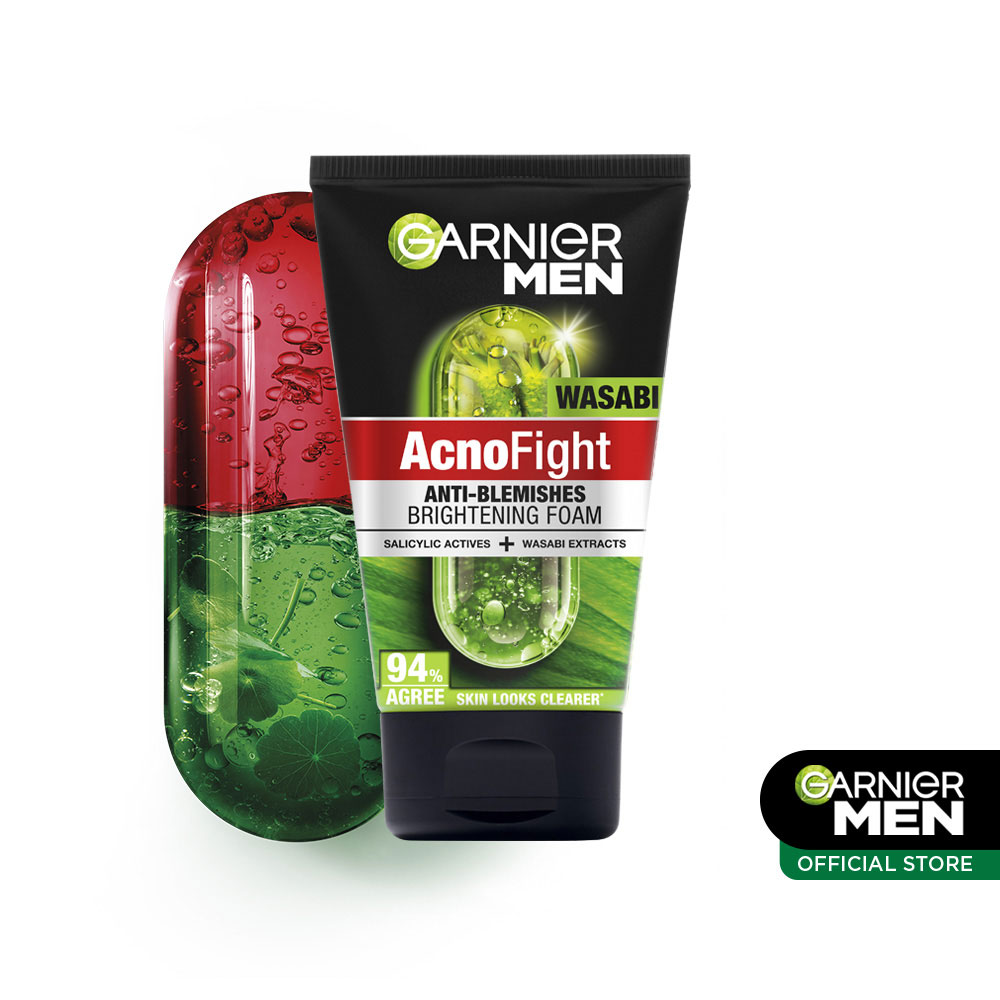 GARNIER
MEN
WASABI
AcnoFight
ANTI-BLEMISHES
BRIGHTENING FOAM
SALICYLIC ACTIVES + WASABI EXTRACTS
94%
AGREE SKIN LOOKS CLEARER*
GARNIER
MEN
OFFICIAL STORE